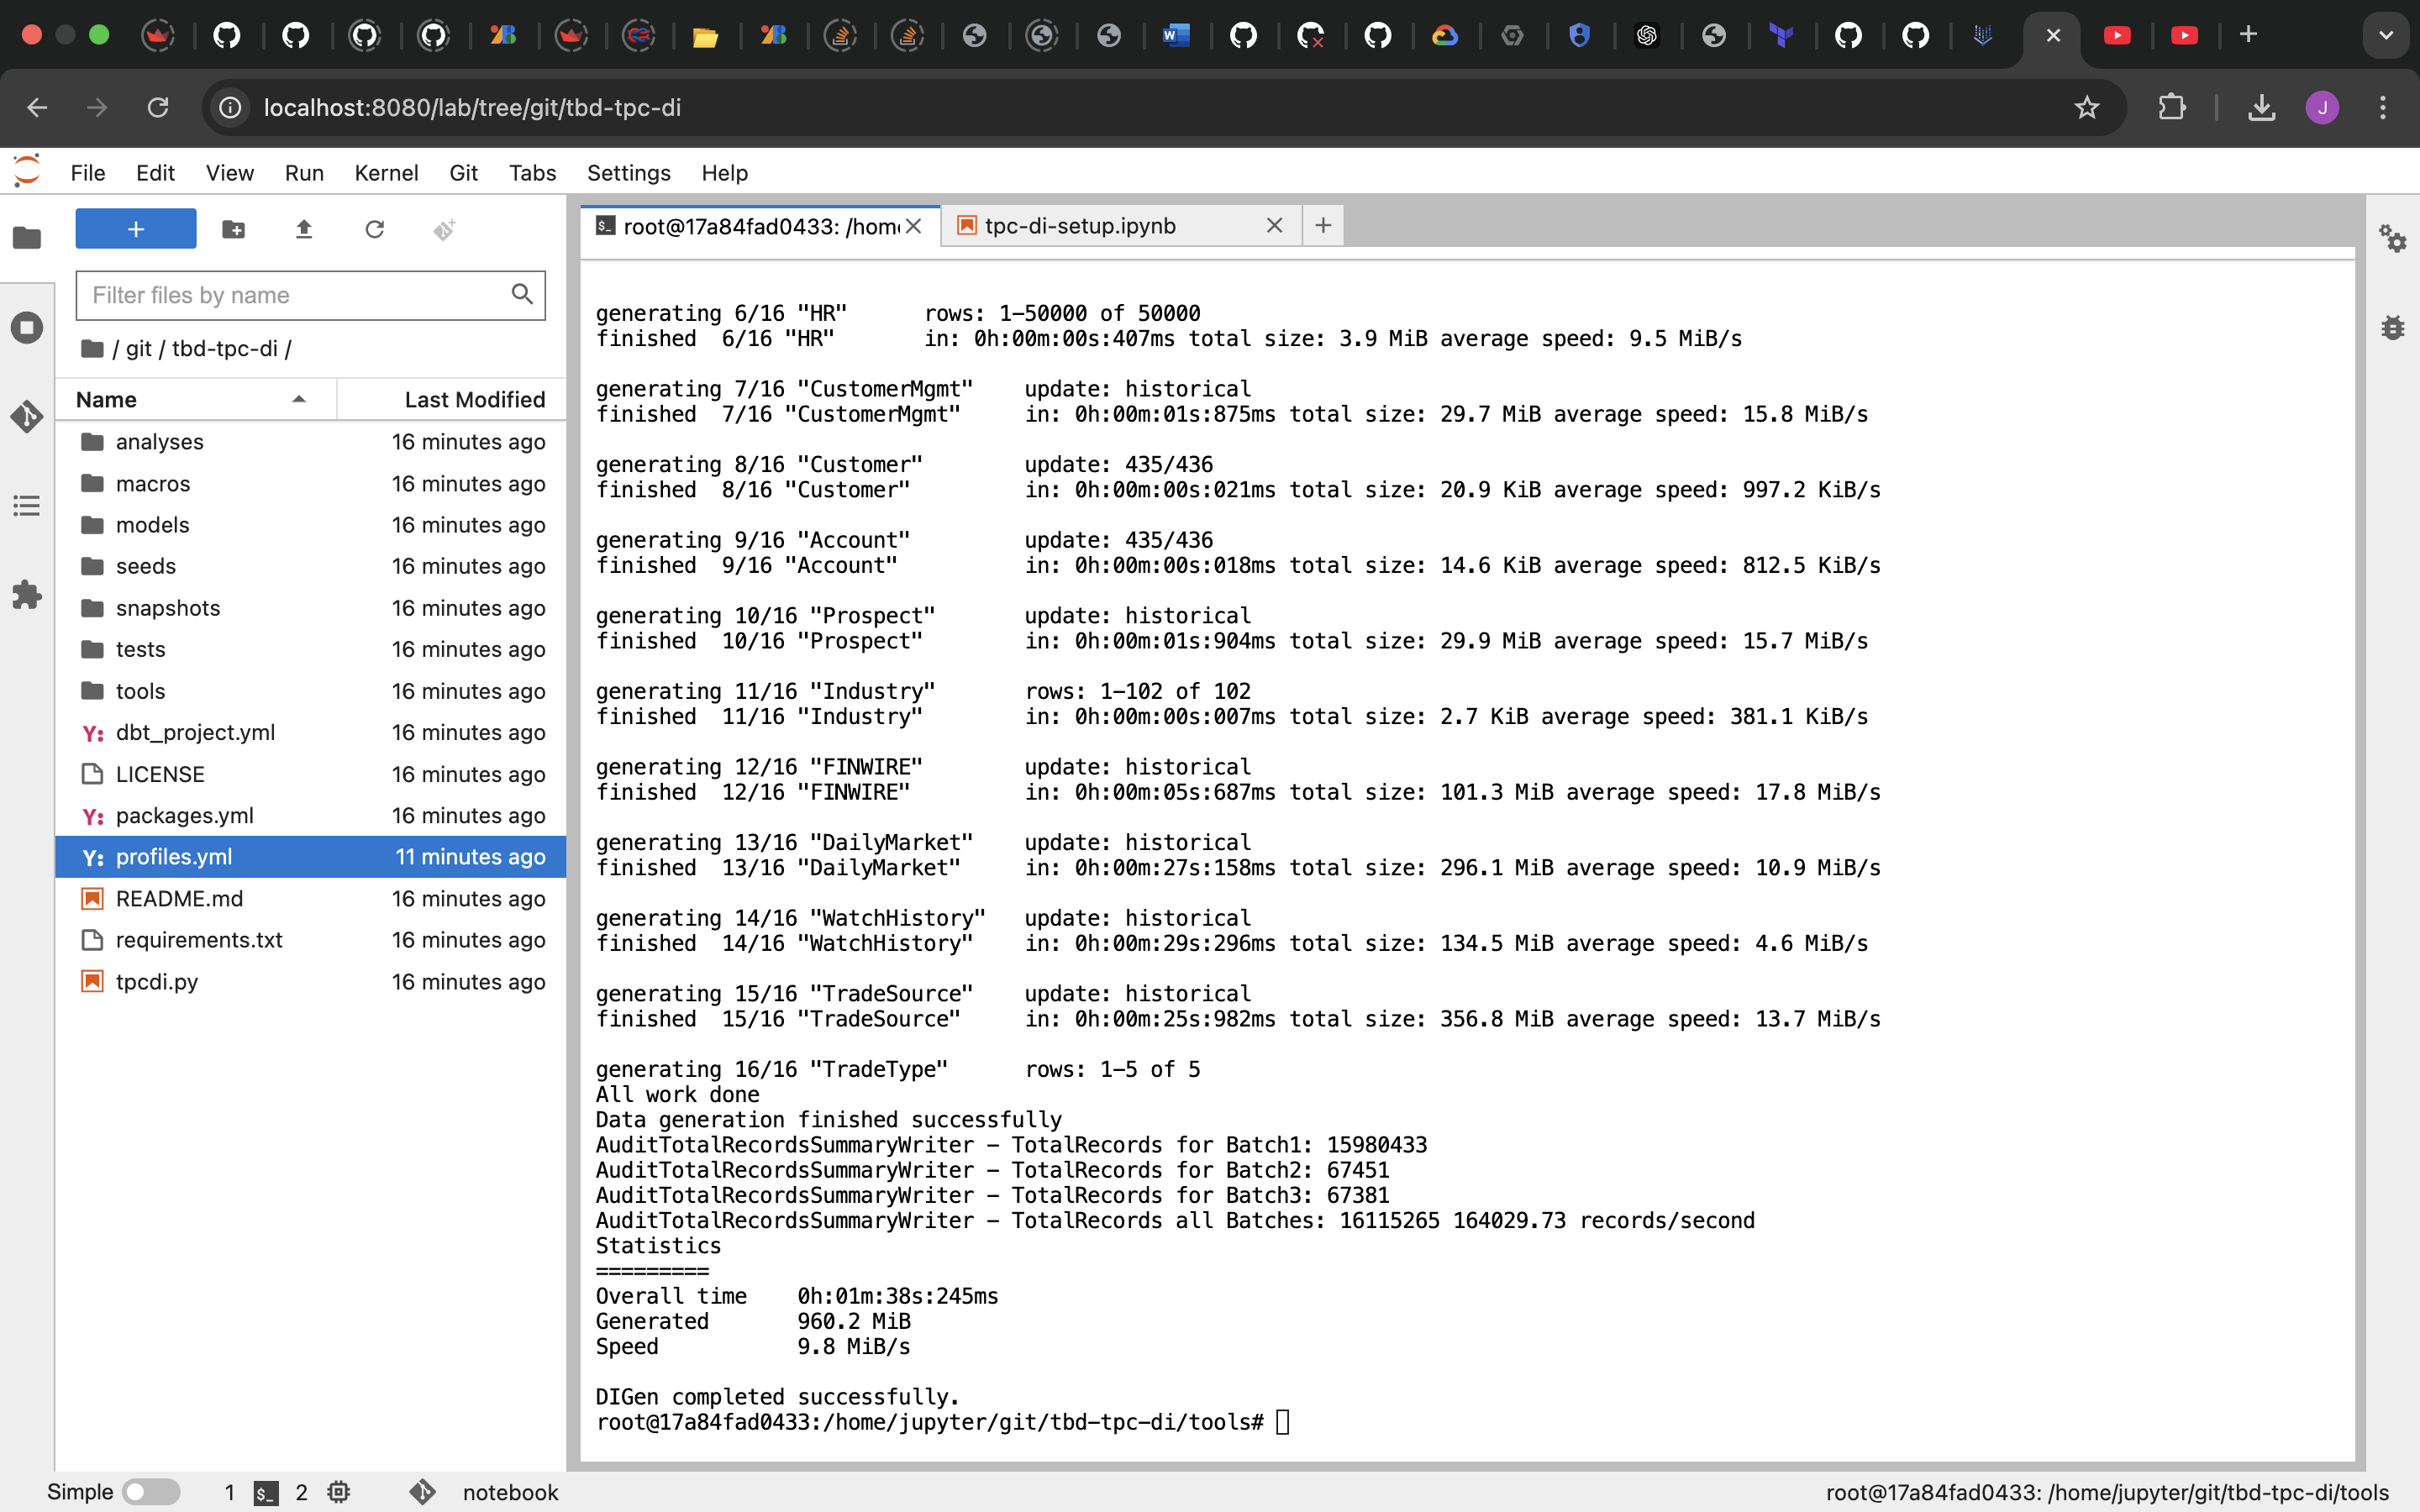 localhost:8080/lab/tree/git/tbd-tpc-di
J
File Edit View Run Kernel Git Tabs Settings Help
+
Filter files by name
/ git / tbd-tpc-di /
Name Last Modified
analyses 16 minutes ago
macros 16 minutes ago
models 16 minutes ago
seeds 16 minutes ago
snapshots 16 minutes ago
tests 16 minutes ago
tools 16 minutes ago
Y: dbt_project.yml 16 minutes ago
LICENSE 16 minutes ago
Y: packages.yml 16 minutes ago
Y: profiles.yml 11 minutes ago
README.md 16 minutes ago
requirements.txt 16 minutes ago
tpcdi.py 16 minutes ago
root@17a84fad0433: /hom
tpc-di-setup.ipynb
generating 6/16 "HR" rows: 1-50000 of 50000
finished 6/16 "HR" in: 0h:00m:00s:407ms total size: 3.9 MiB average speed: 9.5 MiB/s
generating 7/16 "CustomerMgmt" update: historical
finished 7/16 "CustomerMgmt" in: 0h:00m:01s:875ms total size: 29.7 MiB average speed: 15.8 MiB/s
generating 8/16 "Customer" update: 435/436
finished 8/16 "Customer" in: 0h:00m:00s:021ms total size: 20.9 KiB average speed: 997.2 KiB/s
generating 9/16 "Account" update: 435/436
finished 9/16 "Account" in: 0h:00m:00s:018ms total size: 14.6 KiB average speed: 812.5 KiB/s
generating 10/16 "Prospect" update: historical
finished 10/16 "Prospect" in: 0h:00m:01s:904ms total size: 29.9 MiB average speed: 15.7 MiB/s
generating 11/16 "Industry" rows: 1-102 of 102
finished 11/16 "Industry" in: 0h:00m:00s:007ms total size: 2.7 KiB average speed: 381.1 KiB/s
generating 12/16 "FINWIRE" update: historical
finished 12/16 "FINWIRE" in: 0h:00m:05s:687ms total size: 101.3 MiB average speed: 17.8 MiB/s
generating 13/16 "DailyMarket" update: historical
finished 13/16 "DailyMarket" in: 0h:00m:27s:158ms total size: 296.1 MiB average speed: 10.9 MiB/s
generating 14/16 "WatchHistory" update: historical
finished 14/16 "WatchHistory" in: 0h:00m:29s:296ms total size: 134.5 MiB average speed: 4.6 MiB/s
generating 15/16 "TradeSource" update: historical
finished 15/16 "TradeSource" in: 0h:00m:25s:982ms total size: 356.8 MiB average speed: 13.7 MiB/s
generating 16/16 "TradeType" rows: 1-5 of 5
All work done
Data generation finished successfully
AuditTotalRecordsSummaryWriter - TotalRecords for Batch1: 15980433
AuditTotalRecordsSummaryWriter - TotalRecords for Batch2: 67451
AuditTotalRecordsSummaryWriter - TotalRecords for Batch3: 67381
AuditTotalRecordsSummaryWriter - TotalRecords all Batches: 16115265 164029.73 records/second
Statistics
=========
Overall time 0h:01m:38s:245ms
Generated 960.2 MiB
Speed 9.8 MiB/s
DIGen completed successfully.
root@17a84fad0433:/home/jupyter/git/tbd-tpc-di/tools#
Simple 1 $_ 2 notebook
root@17a84fad0433: /home/jupyter/git/tbd-tpc-di/tools